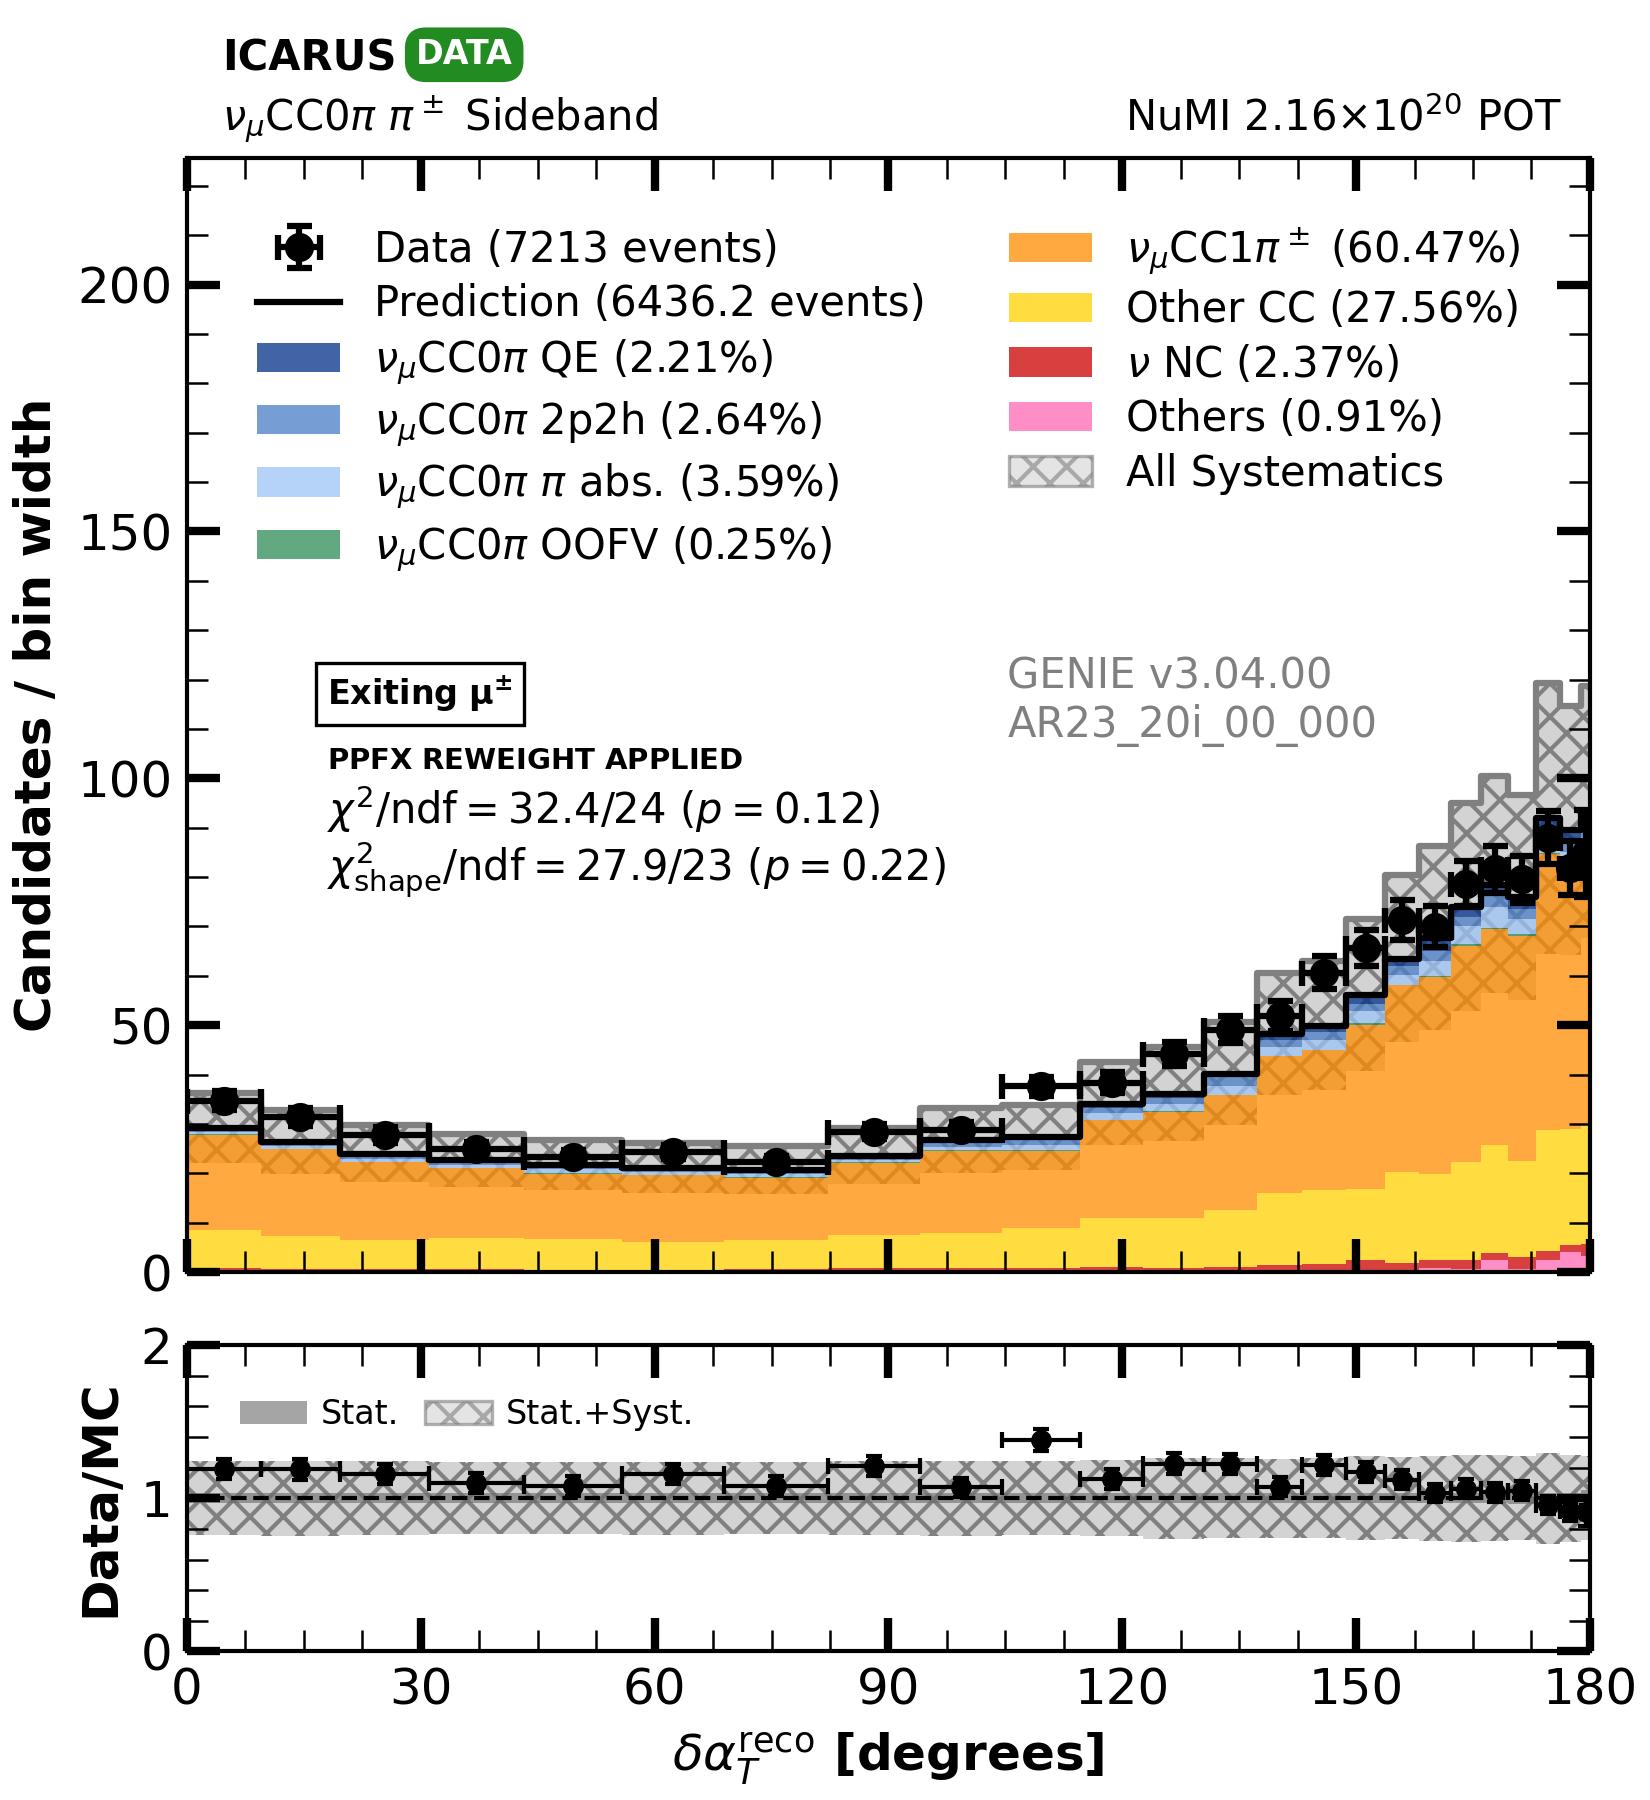 ICARUS DATA
νμCC0π π± Sideband
NuMI 2.16×10²⁰ POT
Candidates / bin width
200
150
100
50
0
Data (7213 events)
Prediction (6436.2 events)
νμCC0π QE (2.21%)
νμCC0π 2p2h (2.64%)
νμCC0π π abs. (3.59%)
νμCC0π OOFV (0.25%)
νμCC1π± (60.47%)
Other CC (27.56%)
ν NC (2.37%)
Others (0.91%)
All Systematics
Exiting μ±
PPFX REWEIGHT APPLIED
χ²/ndf = 32.4/24 (p = 0.12)
χ²shape/ndf = 27.9/23 (p = 0.22)
GENIE v3.04.00
AR23_20i_00_000
Data/MC
2
1
0
Stat. Stat.+Syst.
0 30 60 90 120 150 180
δαTreco [degrees]